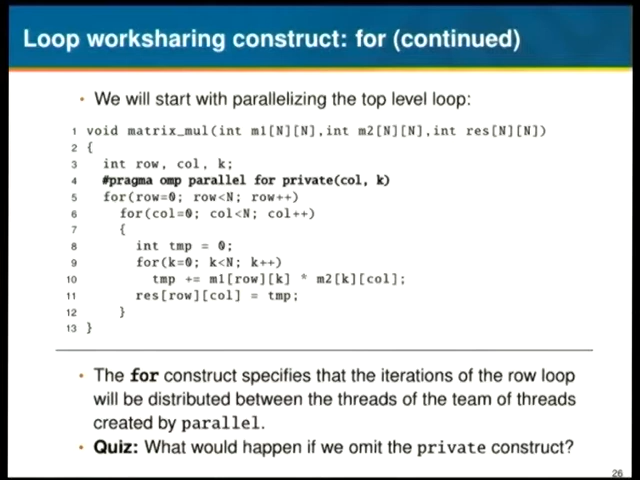 Loop worksharing construct: for (continued)
• We will start with parallelizing the top level loop:
1 void matrix_mul(int m1[N][N],int m2[N][N],int res[N][N])
2 {
3   int row, col, k;
4   #pragma omp parallel for private(col, k)
5   for(row=0; row<N; row++)
6     for(col=0; col<N; col++)
7     {
8       int tmp = 0;
9       for(k=0; k<N; k++)
10         tmp += m1[row][k] * m2[k][col];
11       res[row][col] = tmp;
12     }
13 }
• The for construct specifies that the iterations of the row loop
will be distributed between the threads of the team of threads
created by parallel.
• Quiz: What would happen if we omit the private construct?
26